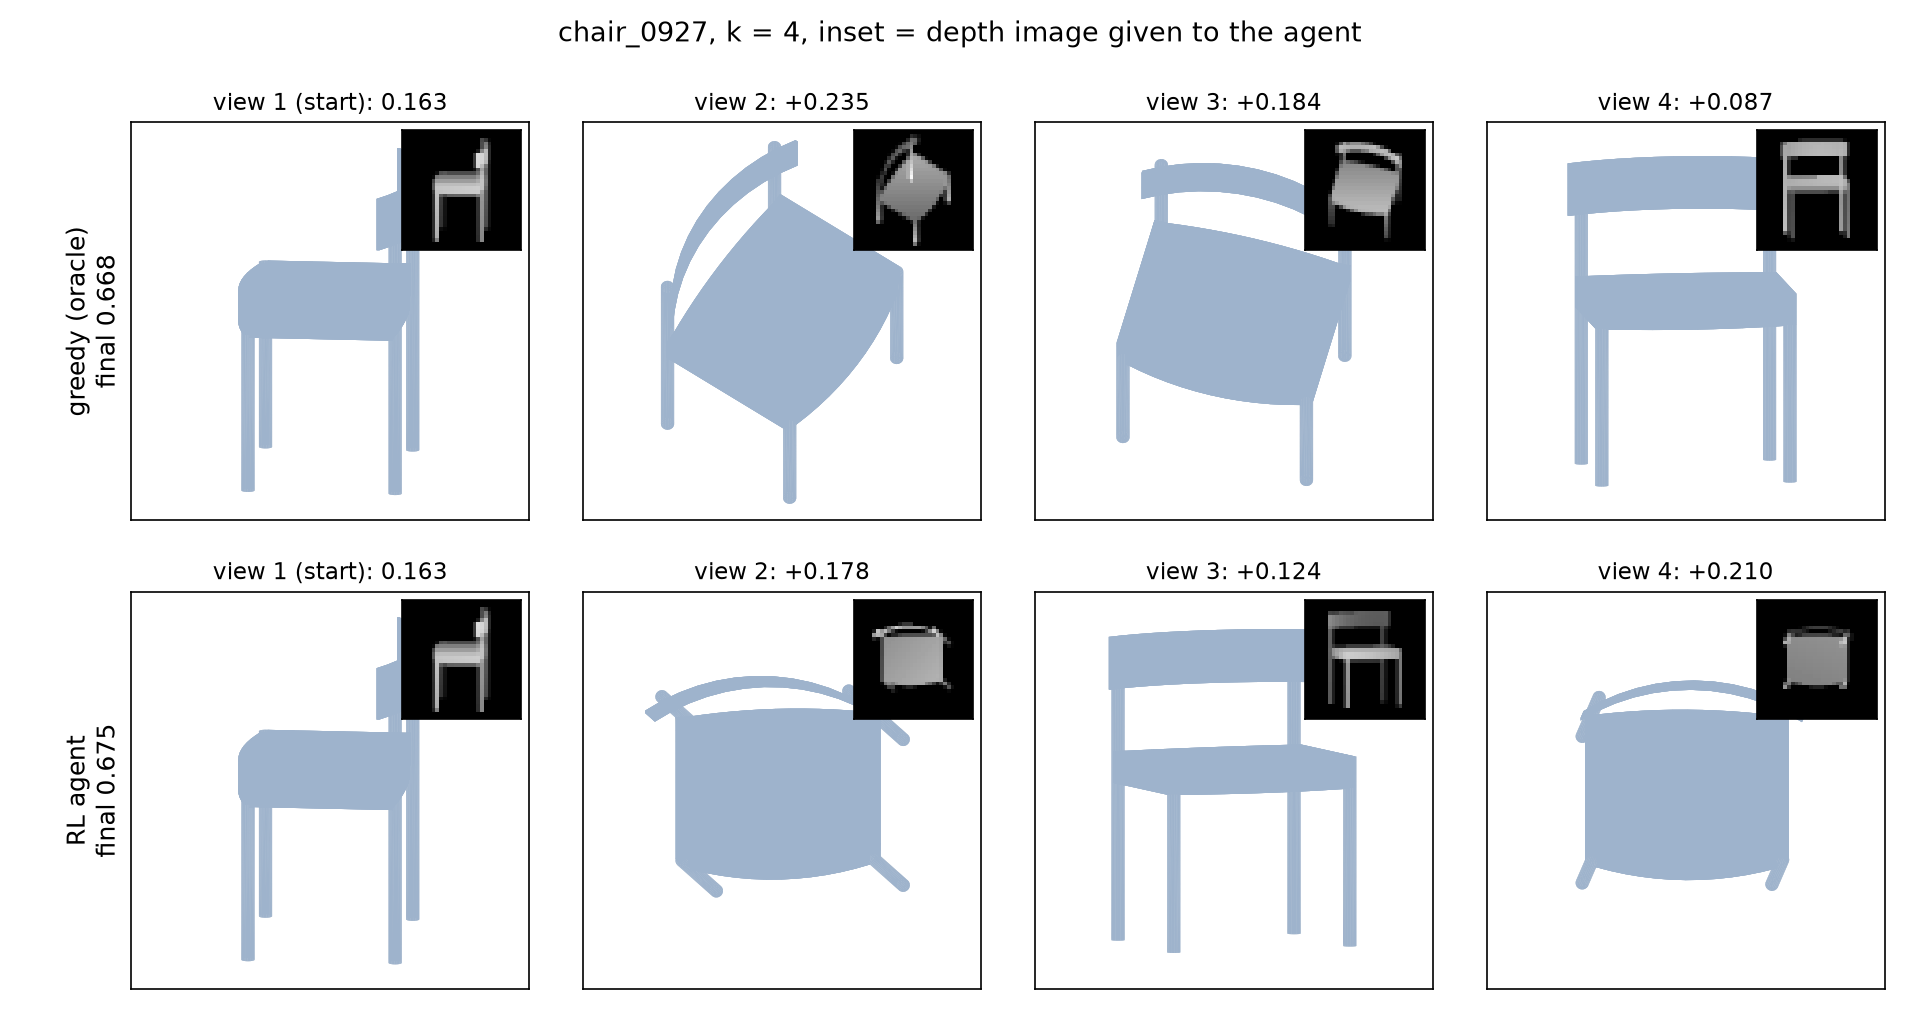 chair_0927, k = 4, inset = depth image given to the agent
greedy (oracle)
final 0.668
view 1 (start): 0.163
view 2: +0.235
view 3: +0.184
view 4: +0.087
RL agent
final 0.675
view 1 (start): 0.163
view 2: +0.178
view 3: +0.124
view 4: +0.210